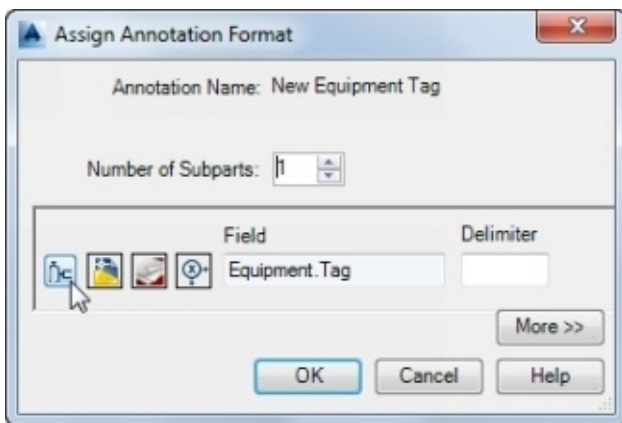 Assign Annotation Format
Annotation Name: New Equipment Tag
Number of Subparts: 1
Field Delimiter
Equipment.Tag
More >>
OK Cancel Help